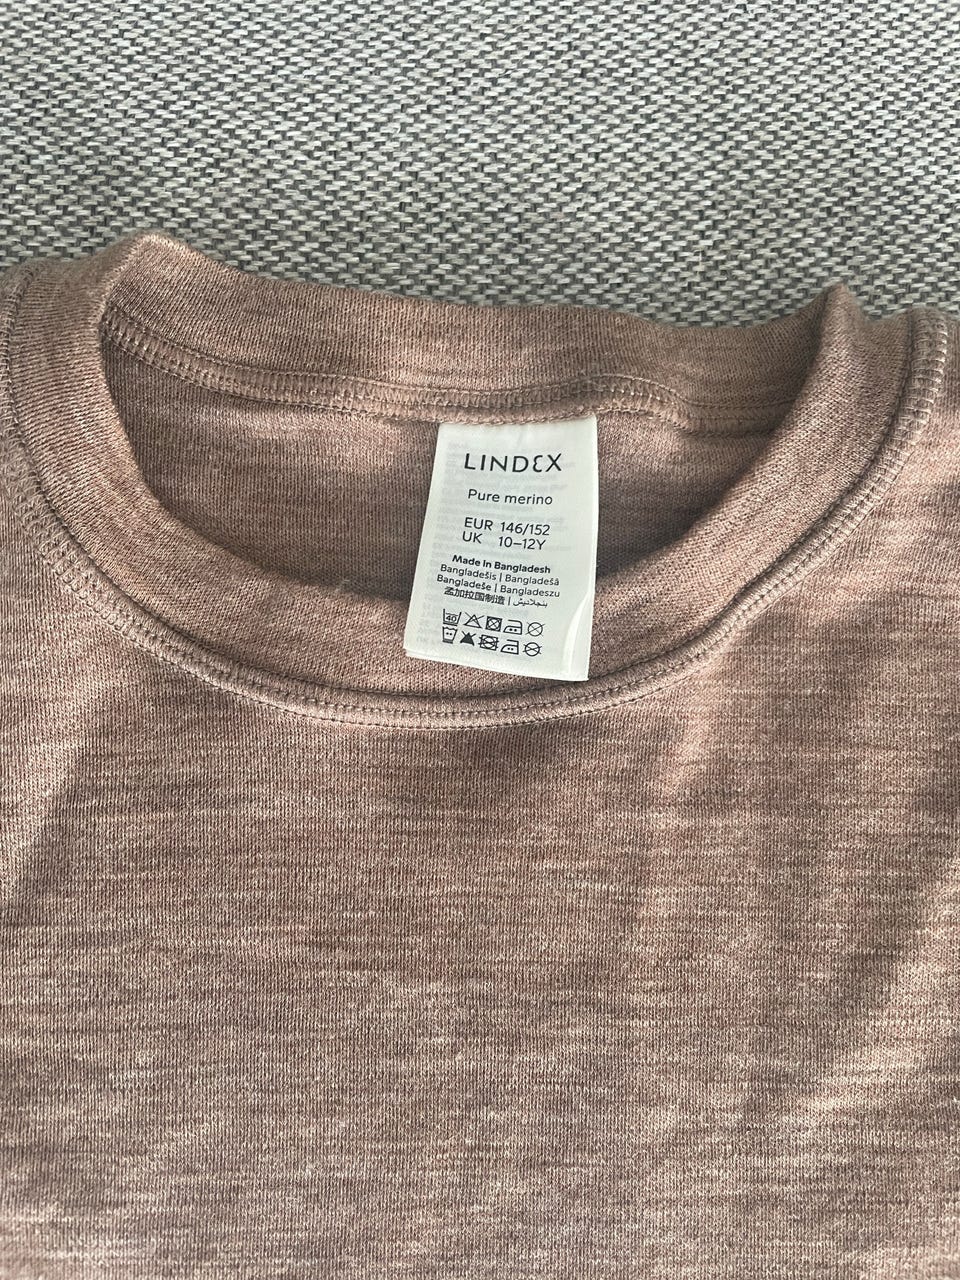 LINDEX
Pure merino
EUR 146/152
UK 10–12Y
Made In Bangladesh
Bangladešis | Bangladešā
Bangladeše | Bangladeszu
孟加拉国制造 | بنجلاديش
40